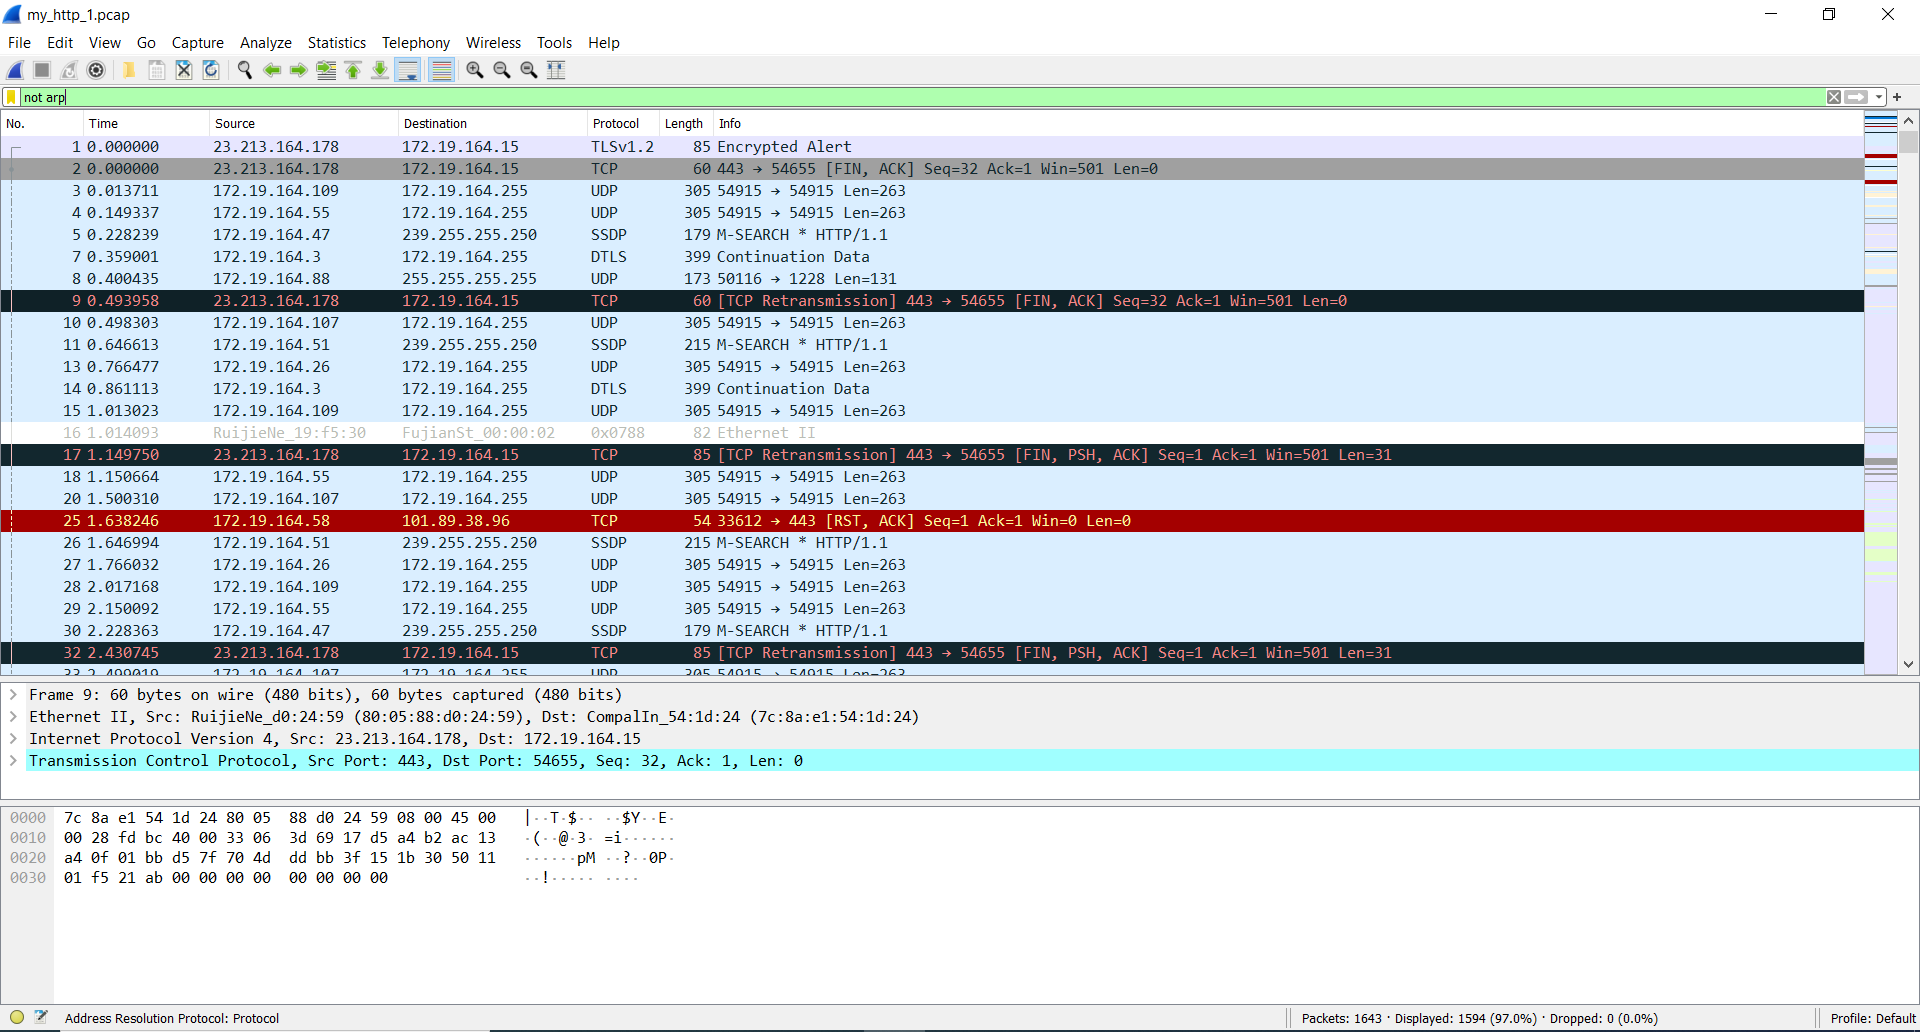 my_http_1.pcap
File Edit View Go Capture Analyze Statistics Telephony Wireless Tools Help
not arp
No. Time Source Destination Protocol Length Info
1 0.000000 23.213.164.178 172.19.164.15 TLSv1.2 85 Encrypted Alert
2 0.000000 23.213.164.178 172.19.164.15 TCP 60 443 → 54655 [FIN, ACK] Seq=32 Ack=1 Win=501 Len=0
3 0.013711 172.19.164.109 172.19.164.255 UDP 305 54915 → 54915 Len=263
4 0.149337 172.19.164.55 172.19.164.255 UDP 305 54915 → 54915 Len=263
5 0.228239 172.19.164.47 239.255.255.250 SSDP 179 M-SEARCH * HTTP/1.1
7 0.359001 172.19.164.3 172.19.164.255 DTLS 399 Continuation Data
8 0.400435 172.19.164.88 255.255.255.255 UDP 173 50116 → 1228 Len=131
9 0.493958 23.213.164.178 172.19.164.15 TCP 60 [TCP Retransmission] 443 → 54655 [FIN, ACK] Seq=32 Ack=1 Win=501 Len=0
10 0.498303 172.19.164.107 172.19.164.255 UDP 305 54915 → 54915 Len=263
11 0.646613 172.19.164.51 239.255.255.250 SSDP 215 M-SEARCH * HTTP/1.1
13 0.766477 172.19.164.26 172.19.164.255 UDP 305 54915 → 54915 Len=263
14 0.861113 172.19.164.3 172.19.164.255 DTLS 399 Continuation Data
15 1.013023 172.19.164.109 172.19.164.255 UDP 305 54915 → 54915 Len=263
16 1.014093 RuijieNe_19:f5:30 FujianSt_00:00:02 0x0788 82 Ethernet II
17 1.149750 23.213.164.178 172.19.164.15 TCP 85 [TCP Retransmission] 443 → 54655 [FIN, PSH, ACK] Seq=1 Ack=1 Win=501 Len=31
18 1.150664 172.19.164.55 172.19.164.255 UDP 305 54915 → 54915 Len=263
20 1.500310 172.19.164.107 172.19.164.255 UDP 305 54915 → 54915 Len=263
25 1.638246 172.19.164.58 101.89.38.96 TCP 54 33612 → 443 [RST, ACK] Seq=1 Ack=1 Win=0 Len=0
26 1.646994 172.19.164.51 239.255.255.250 SSDP 215 M-SEARCH * HTTP/1.1
27 1.766032 172.19.164.26 172.19.164.255 UDP 305 54915 → 54915 Len=263
28 2.017168 172.19.164.109 172.19.164.255 UDP 305 54915 → 54915 Len=263
29 2.150092 172.19.164.55 172.19.164.255 UDP 305 54915 → 54915 Len=263
30 2.228363 172.19.164.47 239.255.255.250 SSDP 179 M-SEARCH * HTTP/1.1
32 2.430745 23.213.164.178 172.19.164.15 TCP 85 [TCP Retransmission] 443 → 54655 [FIN, PSH, ACK] Seq=1 Ack=1 Win=501 Len=31
33 2.499019 172.19.164.107 172.19.164.255 UDP 305 54915 → 54915 Len=263
Frame 9: 60 bytes on wire (480 bits), 60 bytes captured (480 bits)
Ethernet II, Src: RuijieNe_d0:24:59 (80:05:88:d0:24:59), Dst: CompalIn_54:1d:24 (7c:8a:e1:54:1d:24)
Internet Protocol Version 4, Src: 23.213.164.178, Dst: 172.19.164.15
Transmission Control Protocol, Src Port: 443, Dst Port: 54655, Seq: 32, Ack: 1, Len: 0
0000 7c 8a e1 54 1d 24 80 05 88 d0 24 59 08 00 45 00 |··T·$·· ··$Y··E·
0010 00 28 fd bc 40 00 33 06 3d 69 17 d5 a4 b2 ac 13 ·(··@·3· =i······
0020 a4 0f 01 bb d5 7f 70 4d dd bb 3f 15 1b 30 50 11 ······pM ··?··0P·
0030 01 f5 21 ab 00 00 00 00 00 00 00 00 ··!····· ····
Address Resolution Protocol: Protocol
Packets: 1643 · Displayed: 1594 (97.0%) · Dropped: 0 (0.0%)
Profile: Default